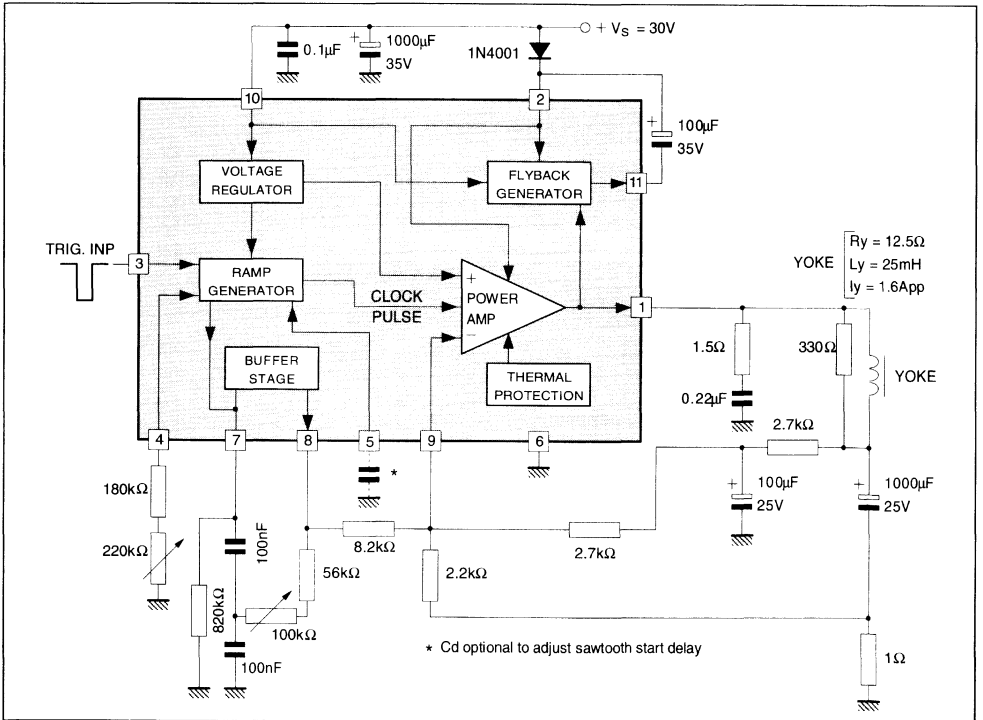 + VS = 30V
0.1µF
+
1000µF
35V
1N4001
10
2
+
100µF
35V
VOLTAGE
REGULATOR
FLYBACK
GENERATOR
11
TRIG. INP
3
RAMP
GENERATOR
CLOCK
PULSE
+
POWER
AMP
−
1
YOKE
Ry = 12.5Ω
Ly = 25mH
Iy = 1.6App
BUFFER
STAGE
THERMAL
PROTECTION
1.5Ω
0.22µF
330Ω
YOKE
4
7
8
5
9
6
2.7kΩ
*
+
100µF
25V
+
1000µF
25V
180kΩ
220kΩ
820kΩ
100nF
100nF
100kΩ
56kΩ
8.2kΩ
2.2kΩ
2.7kΩ
1Ω
* Cd optional to adjust sawtooth start delay